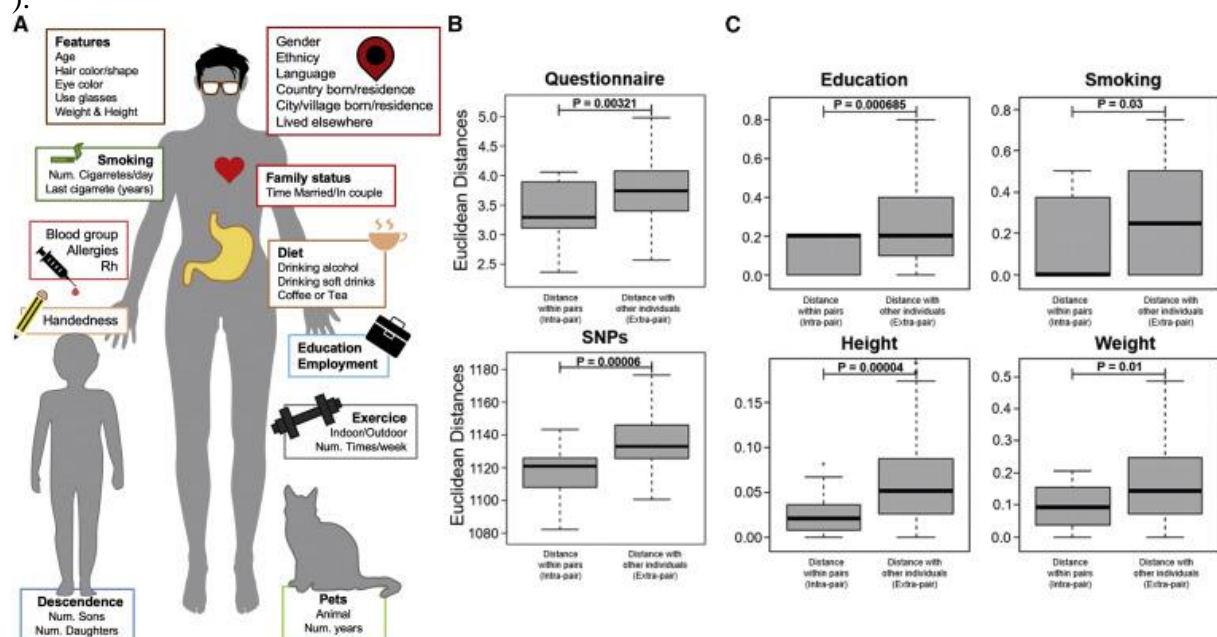 ).
A
Features
Age
Hair color/shape
Eye color
Use glasses
Weight & Height
Gender
Ethnicy
Language
Country born/residence
City/village born/residence
Lived elsewhere
Smoking
Num. Cigarretes/day
Last cigarrete (years)
Family status
Time Married/In couple
Blood group
Allergies
Rh
Diet
Drinking alcohol
Drinking soft drinks
Coffee or Tea
Handedness
Education
Employment
Exercice
Indoor/Outdoor
Num. Times/week
Descendence
Num. Sons
Num. Daughters
Pets
Animal
Num. years
B
Questionnaire
P = 0.00321
Euclidean Distances
5.0
4.5
4.0
3.5
3.0
2.5
Distance
within pairs
(Intra-pair)
Distance with
other individuals
(Extra-pair)
SNPs
P = 0.00006
Euclidean Distances
1180
1160
1140
1120
1100
1080
Distance
within pairs
(Intra-pair)
Distance with
other individuals
(Extra-pair)
C
Education
P = 0.000685
0.8
0.6
0.4
0.2
0.0
Distance
within pairs
(Intra-pair)
Distance with
other individuals
(Extra-pair)
Smoking
P = 0.03
0.8
0.6
0.4
0.2
0.0
Distance
within pairs
(Intra-pair)
Distance with
other individuals
(Extra-pair)
Height
P = 0.00004
0.15
0.10
0.05
0.00
Distance
within pairs
(Intra-pair)
Distance with
other individuals
(Extra-pair)
Weight
P = 0.01
0.5
0.4
0.3
0.2
0.1
0.0
Distance
within pairs
(Intra-pair)
Distance with
other individuals
(Extra-pair)